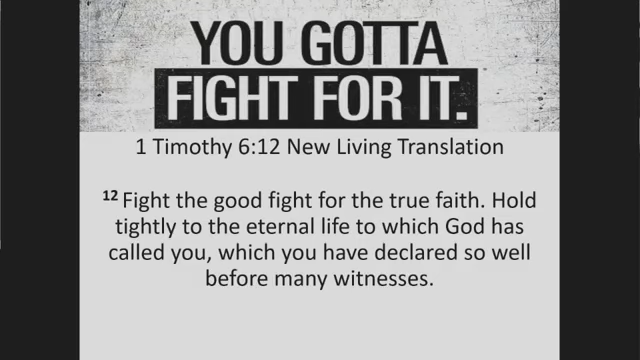 YOU GOTTA
FIGHT FOR IT.
1 Timothy 6:12 New Living Translation
12 Fight the good fight for the true faith. Hold
tightly to the eternal life to which God has
called you, which you have declared so well
before many witnesses.